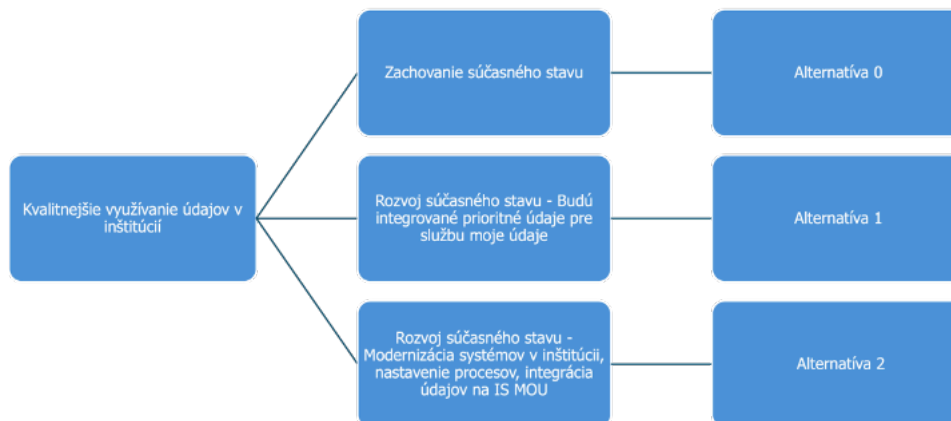 Zachovanie súčasného stavu
Alternatíva 0
Kvalitnejšie využívanie údajov v
inštitúcií
Rozvoj súčasného stavu - Budú
integrované prioritné údaje pre
službu moje údaje
Alternatíva 1
Rozvoj súčasného stavu -
Modernizácia systémov v inštitúcii,
nastavenie procesov, integrácia
údajov na IS MOU
Alternatíva 2